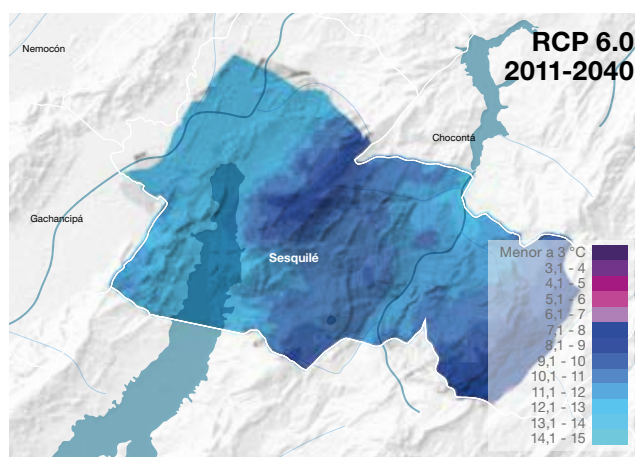 Nemocón
RCP 6.0
2011-2040
Chocontá
Gachancipá
Sesquilé
Menor a 3 °C
3,1 - 4
4,1 - 5
5,1 - 6
6,1 - 7
7,1 - 8
8,1 - 9
9,1 - 10
10,1 - 11
11,1 - 12
12,1 - 13
13,1 - 14
14,1 - 15